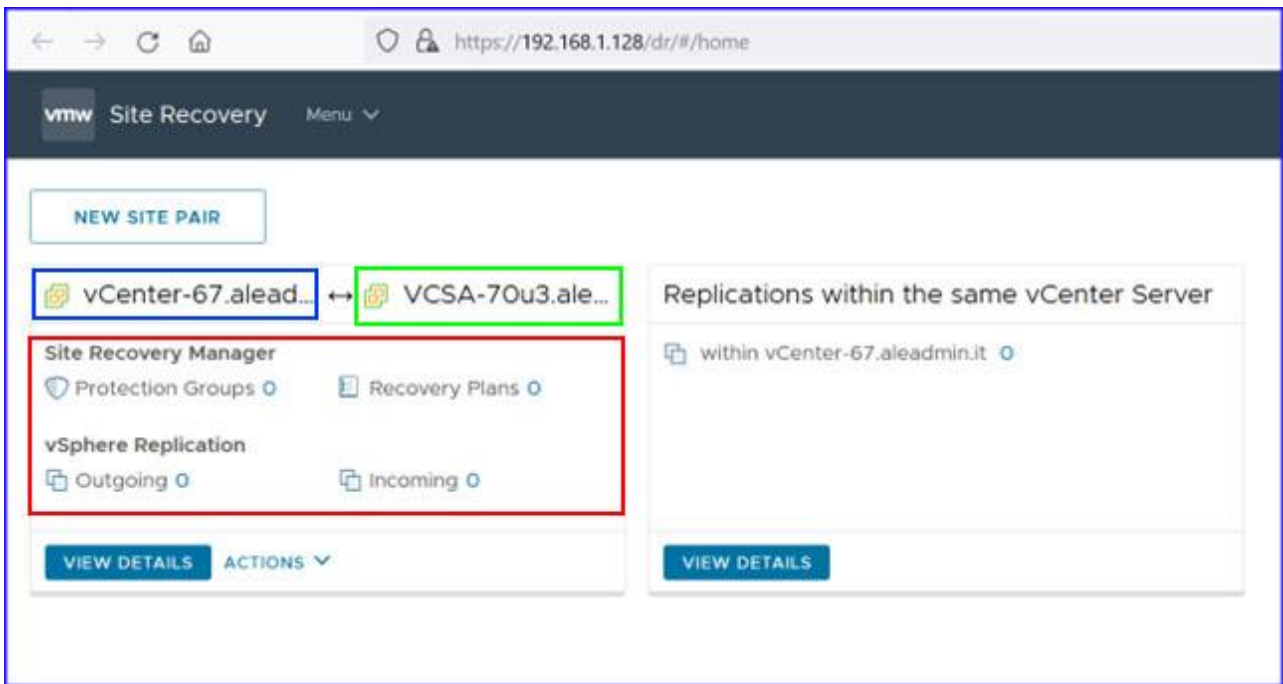 https://192.168.1.128/dr/#/home
vmw Site Recovery Menu
NEW SITE PAIR
vCenter-67.alead... ↔ VCSA-70u3.ale...
Site Recovery Manager
Protection Groups 0 Recovery Plans 0
vSphere Replication
Outgoing 0 Incoming 0
VIEW DETAILS ACTIONS
Replications within the same vCenter Server
within vCenter-67.aleadmin.it 0
VIEW DETAILS